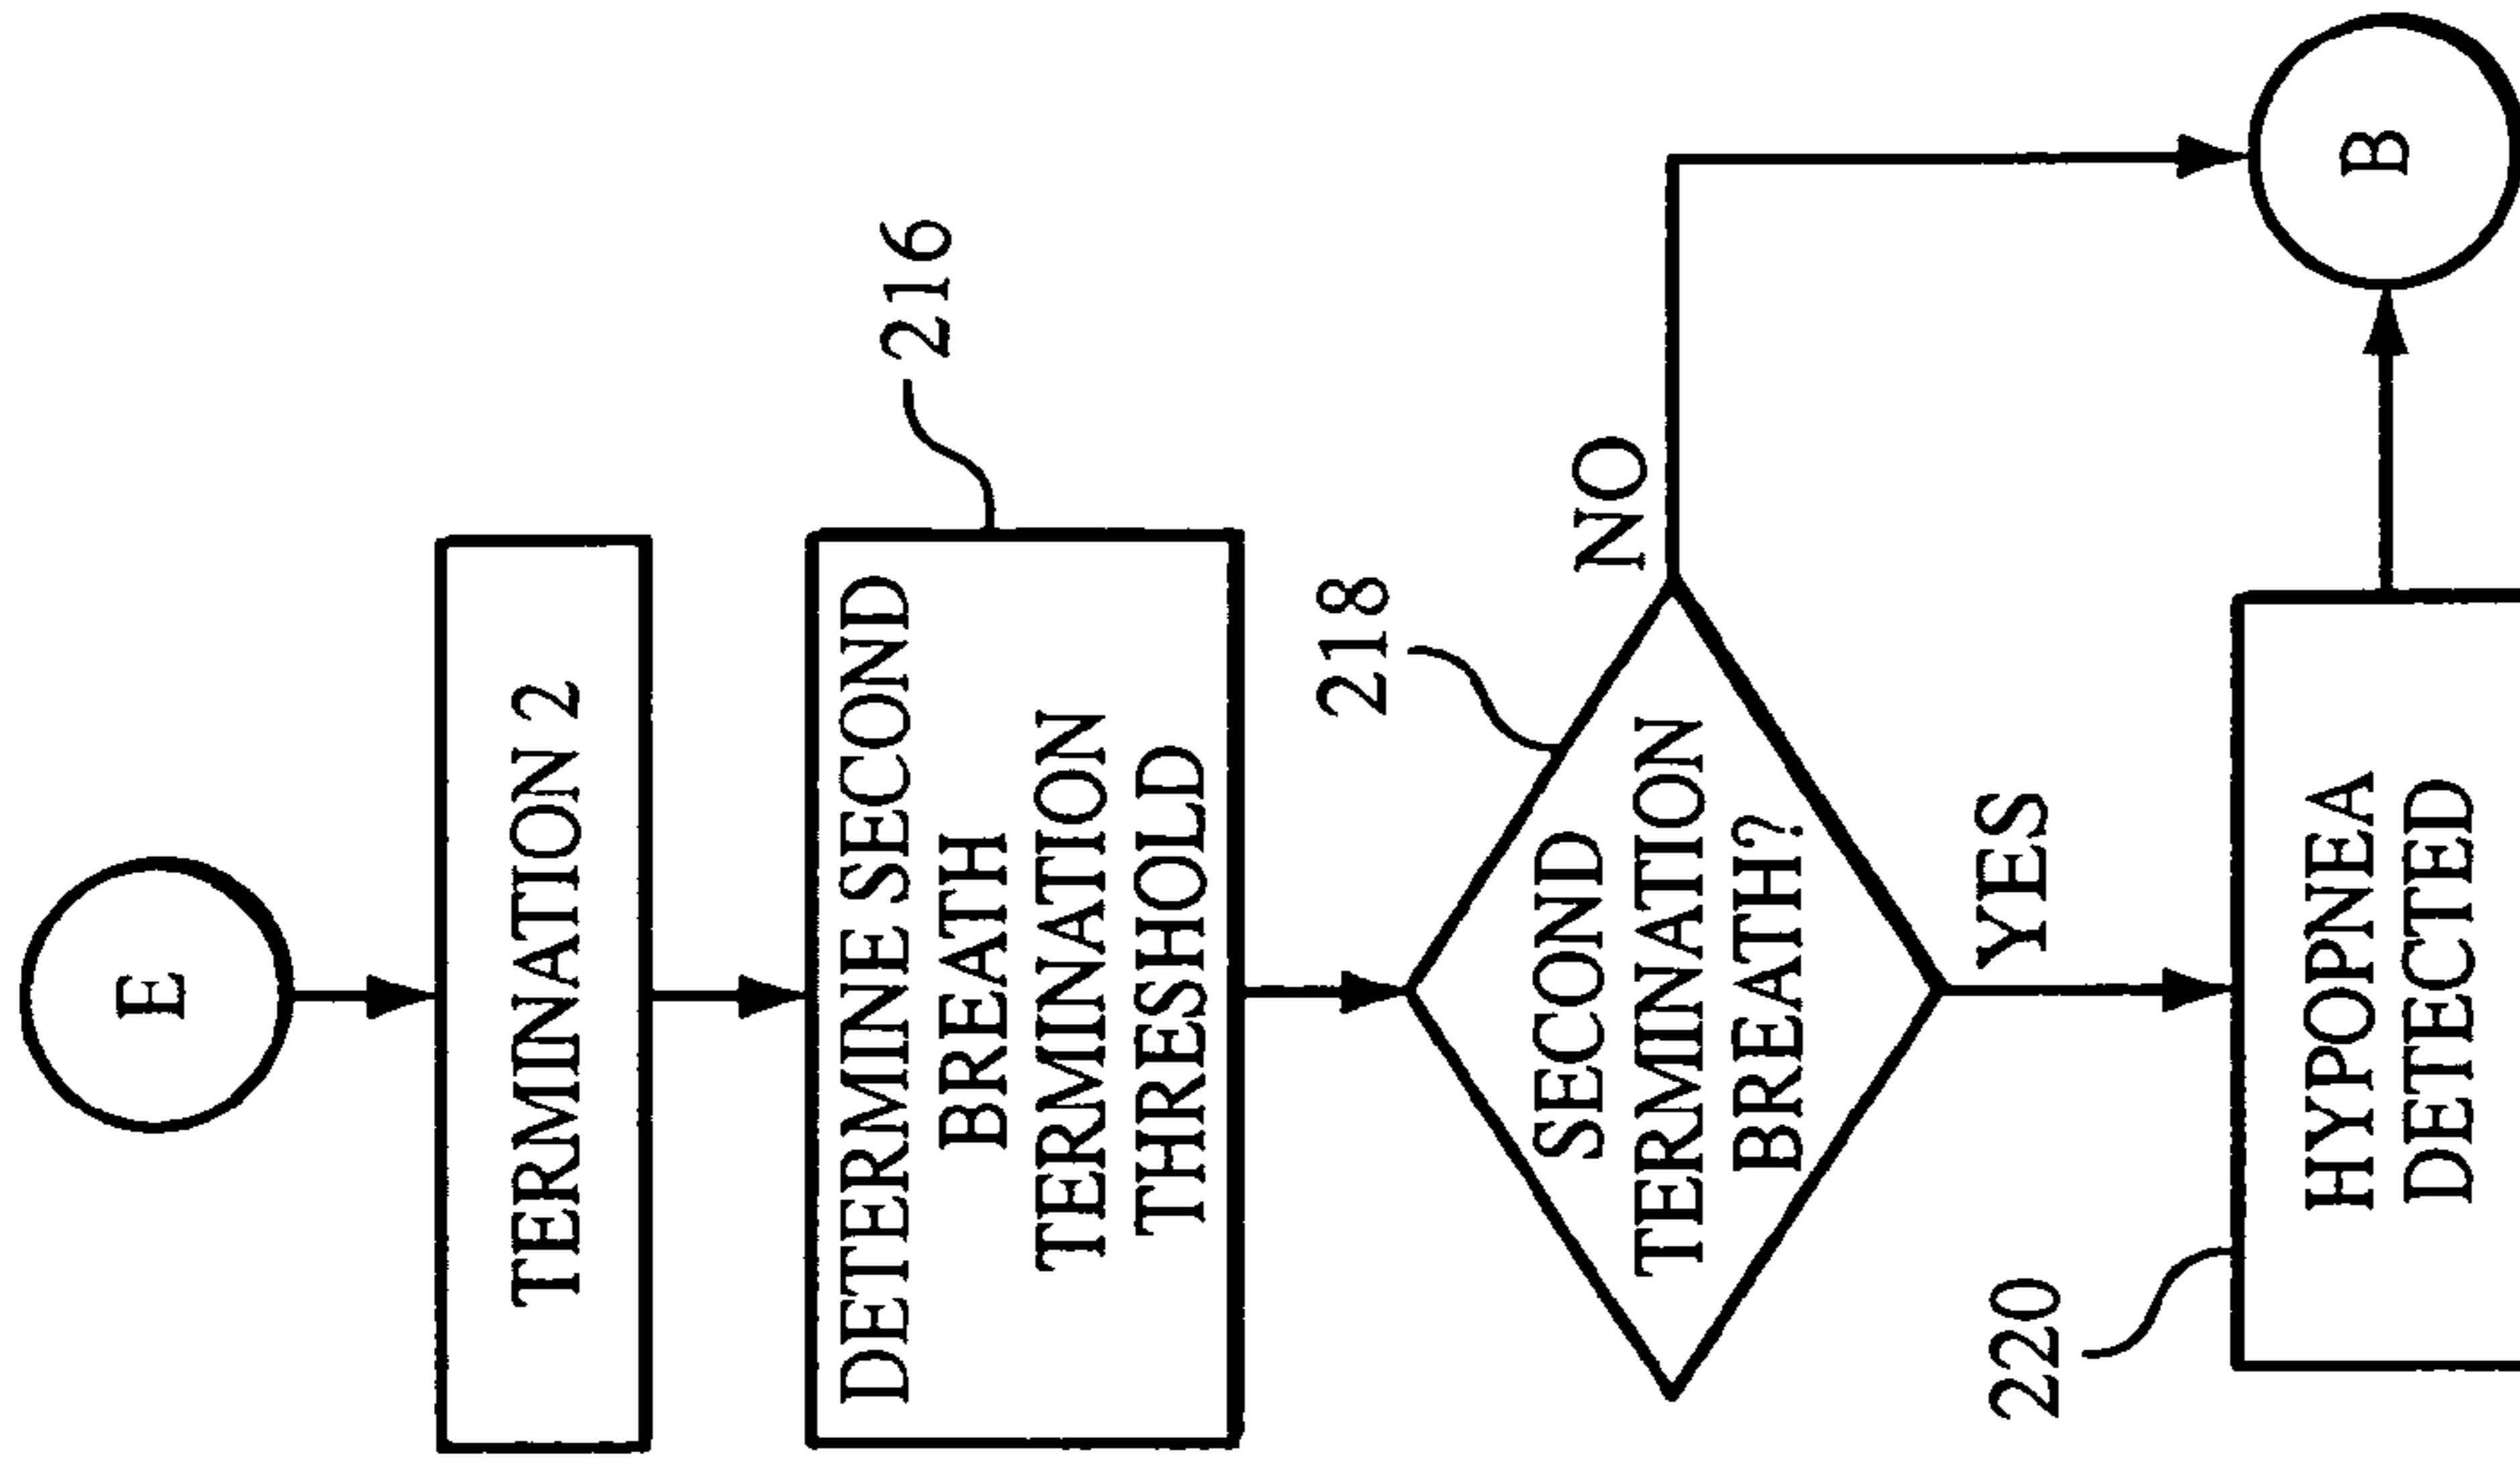 E
TERMINATION 2
216
DETERMINE SECOND
BREATH
TERMINATION
THRESHOLD
218
SECOND
TERMINATION
BREATH?
NO
YES
220
HYPOPNEA
DETECTED
B